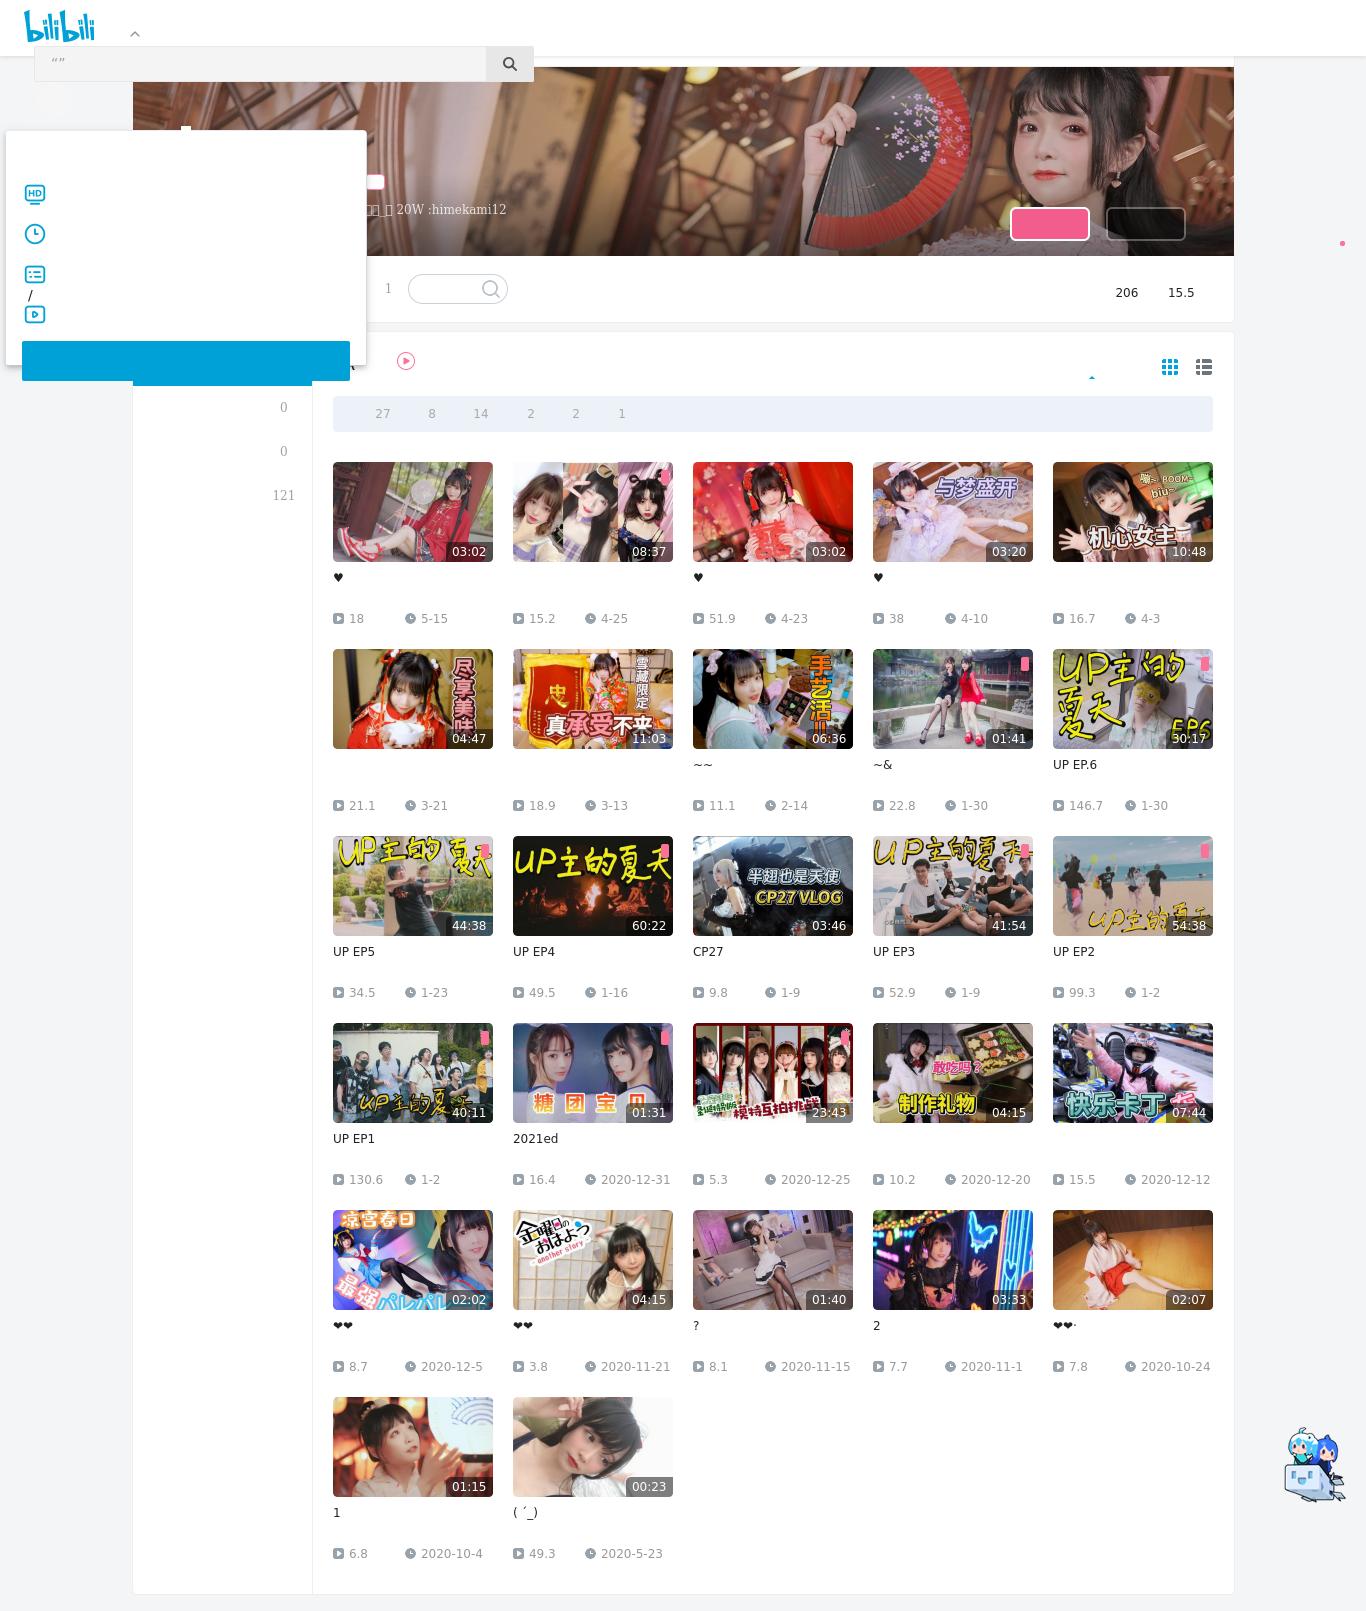 bilibili
“”
20W :himekami12
1
206 15.5
/
0
0
121
27 8 14 2 2 1
03:02 08:37 03:02 与梦盛开 03:20 BOOM~ biu~ 机心女主 10:48
♥ ♥ ♥
18 5-15 15.2 4-25 51.9 4-23 38 4-10 16.7 4-3
尽享美味 04:47 忠 雪藏限定 真承受不来 11:03 手艺活 06:36 01:41 UP主的夏天 EP6 30:17
~~ ~& UP EP.6
21.1 3-21 18.9 3-13 11.1 2-14 22.8 1-30 146.7 1-30
UP主的夏天 44:38 UP主的夏天 60:22 半翅也是天使 CP27 VLOG 03:46 UP主的夏天 41:54 UP主的夏天 54:38
UP EP5 UP EP4 CP27 UP EP3 UP EP2
34.5 1-23 49.5 1-16 9.8 1-9 52.9 1-9 99.3 1-2
UP主的夏天 40:11 糖团宝贝 01:31 圣诞特别版 模特互拍挑战 23:43 敢吃吗? 制作礼物 04:15 快乐卡丁 07:44
UP EP1 2021ed
130.6 1-2 16.4 2020-12-31 5.3 2020-12-25 10.2 2020-12-20 15.5 2020-12-12
凉宫春日 最强パレパレ 02:02 金曜日のおはよう another story 04:15 01:40 03:33 02:07
❤❤ ❤❤ ? 2 ❤❤·
8.7 2020-12-5 3.8 2020-11-21 8.1 2020-11-15 7.7 2020-11-1 7.8 2020-10-24
01:15 00:23
1 ( ´_)
6.8 2020-10-4 49.3 2020-5-23